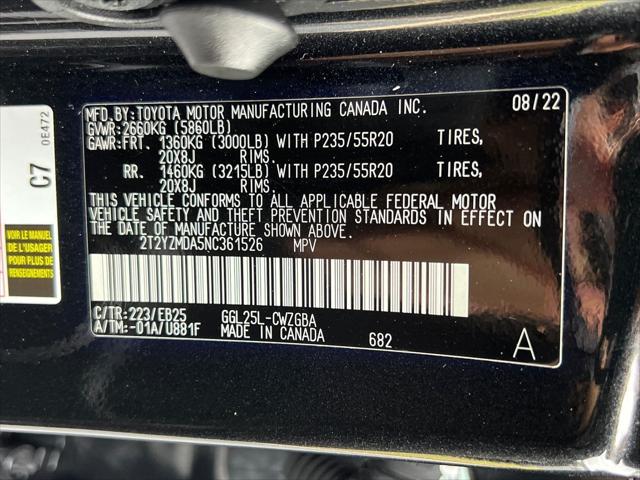 MFD.BY:TOYOTA MOTOR MANUFACTURING CANADA INC. 08/22
GVWR:2660KG (5860LB)
GAWR:FRT. 1360KG (3000LB) WITH P235/55R20 TIRES,
20X8J RIMS.
RR. 1460KG (3215LB) WITH P235/55R20 TIRES,
20X8J RIMS.
THIS VEHICLE CONFORMS TO ALL APPLICABLE FEDERAL MOTOR
VEHICLE SAFETY AND THEFT PREVENTION STANDARDS IN EFFECT ON
THE DATE OF MANUFACTURE SHOWN ABOVE.
2T2YZMDA5NC361526 MPV
C/TR:223/EB25 GGL25L-CWZGBA
A/TM:-01A/U881F MADE IN CANADA 682 A
C7
0E472
VOIR LE MANUEL
DE L'USAGER
POUR PLUS DE
RENSEIGNEMENTS